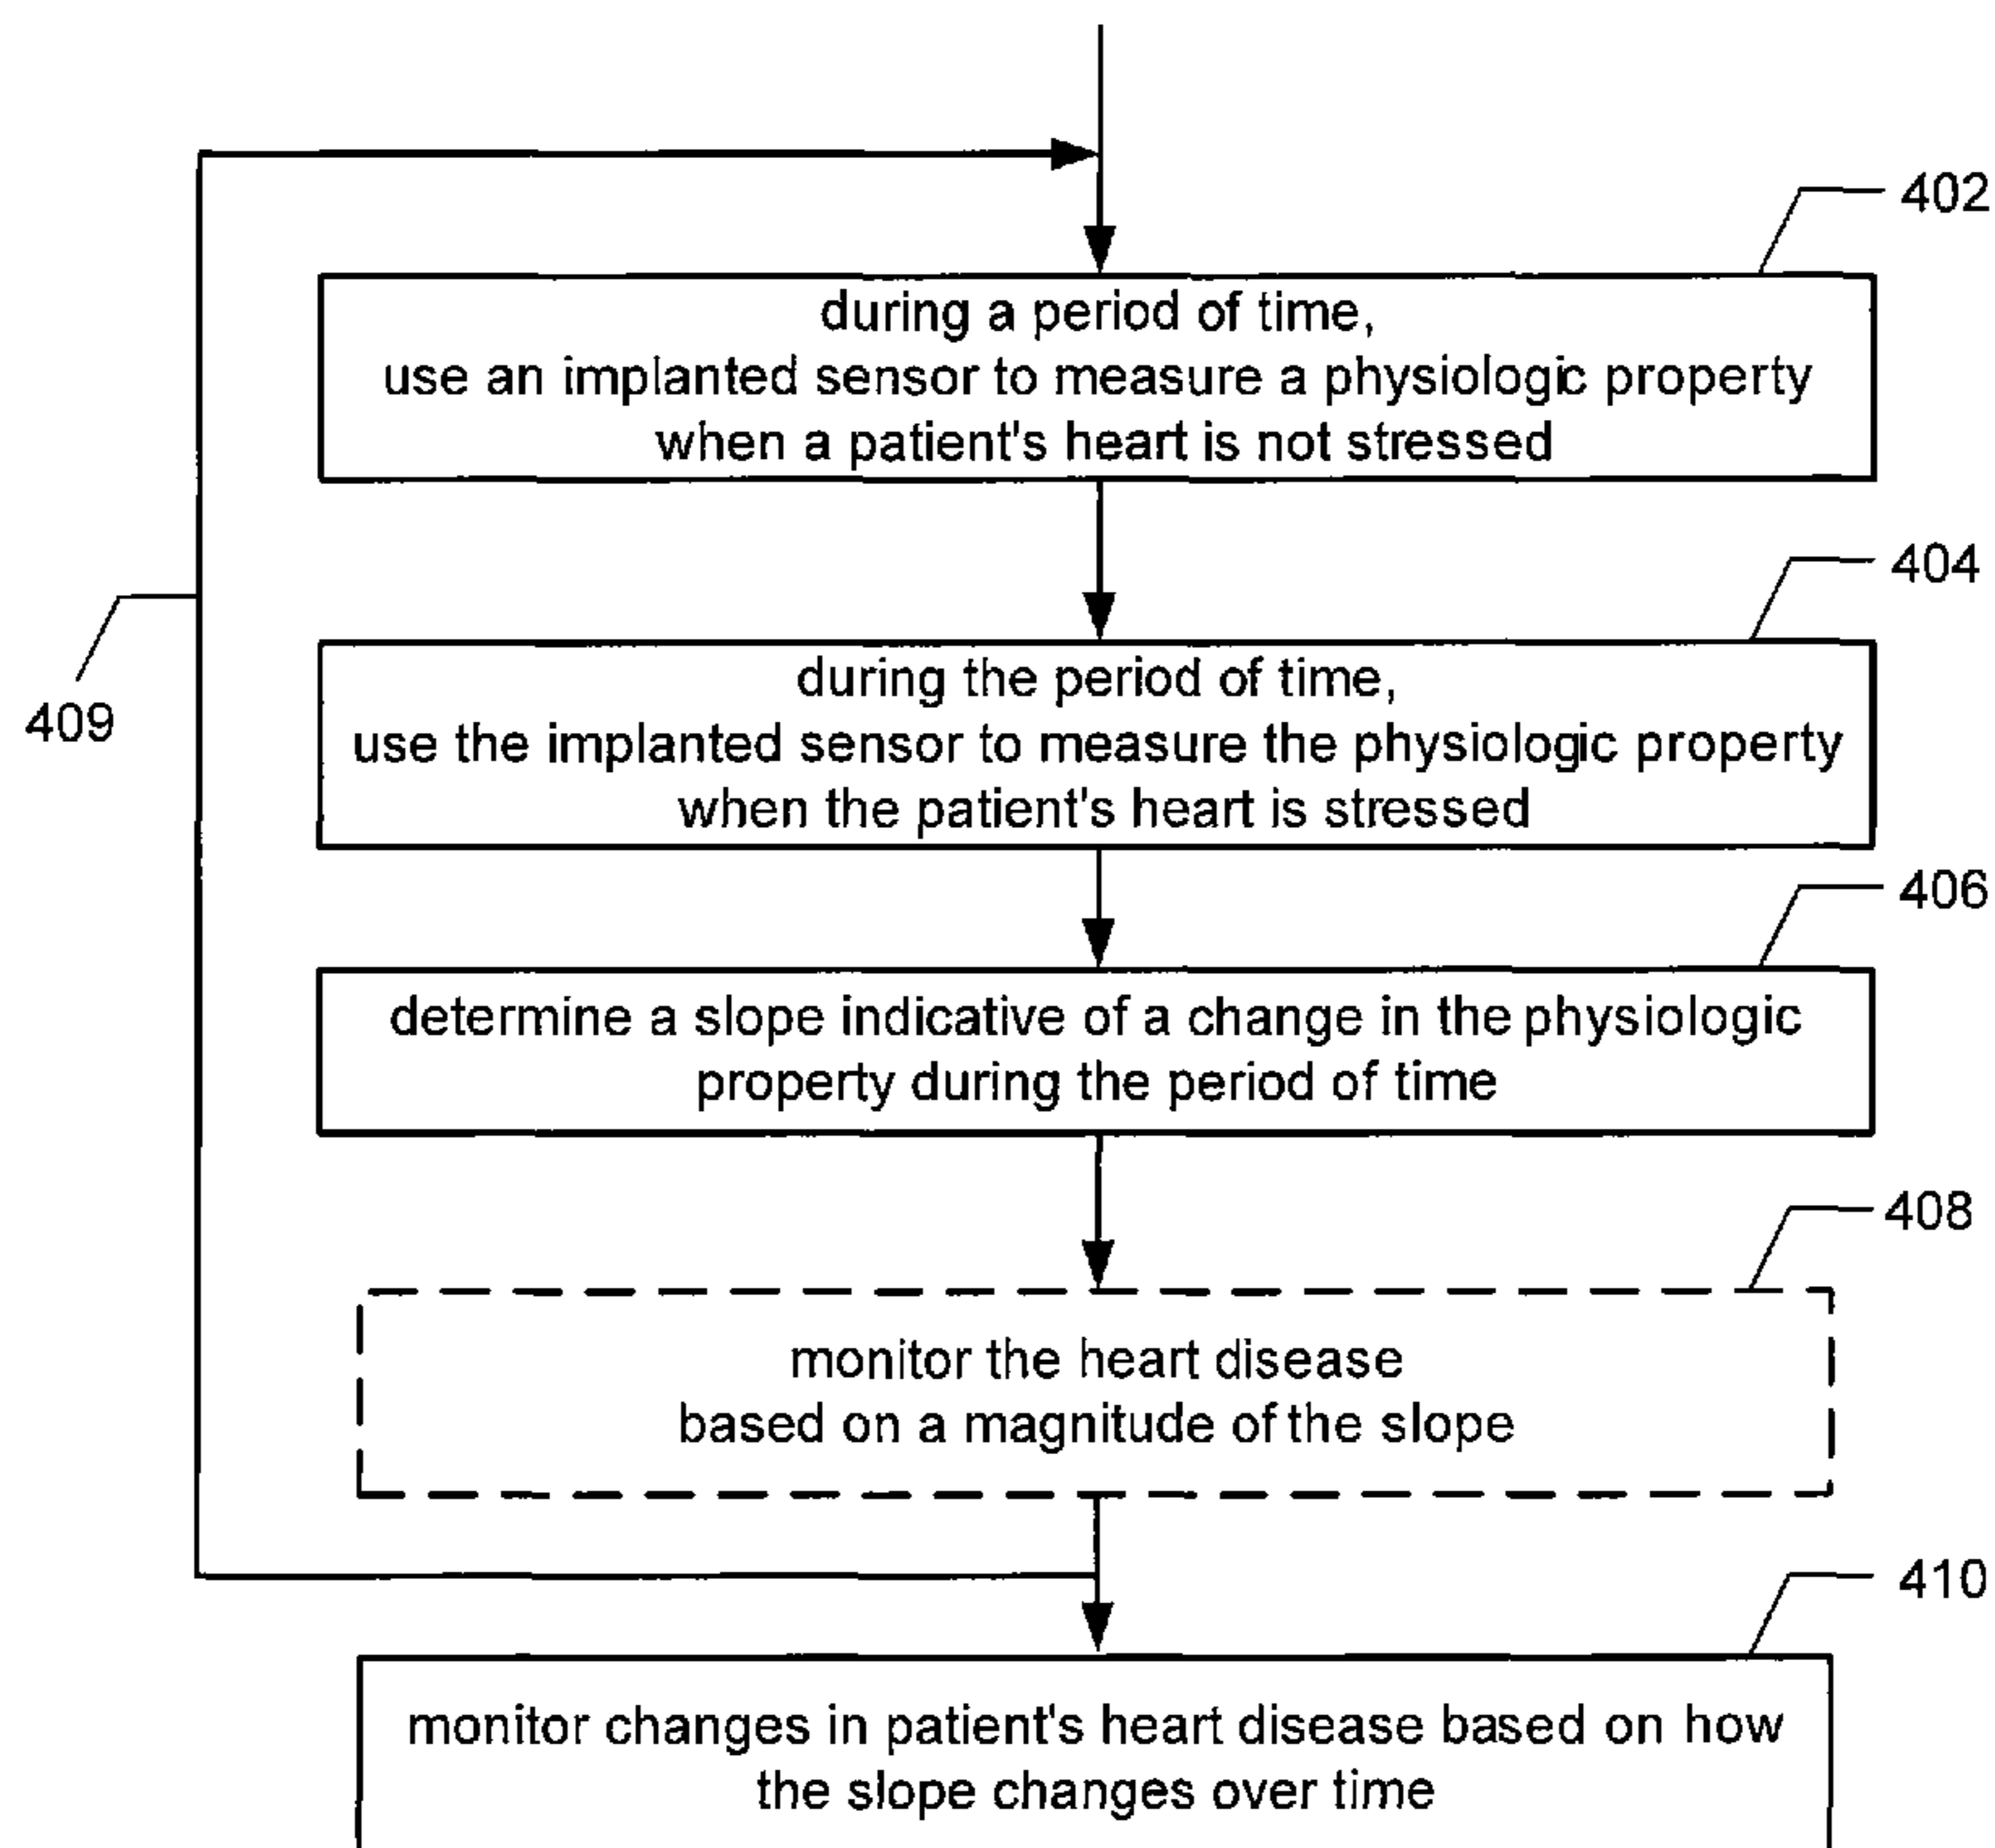 402
during a period of time,
use an implanted sensor to measure a physiologic property
when a patient's heart is not stressed
404
during the period of time,
use the implanted sensor to measure the physiologic property
when the patient's heart is stressed
409
406
determine a slope indicative of a change in the physiologic
property during the period of time
408
monitor the heart disease
based on a magnitude of the slope
410
monitor changes in patient's heart disease based on how
the slope changes over time